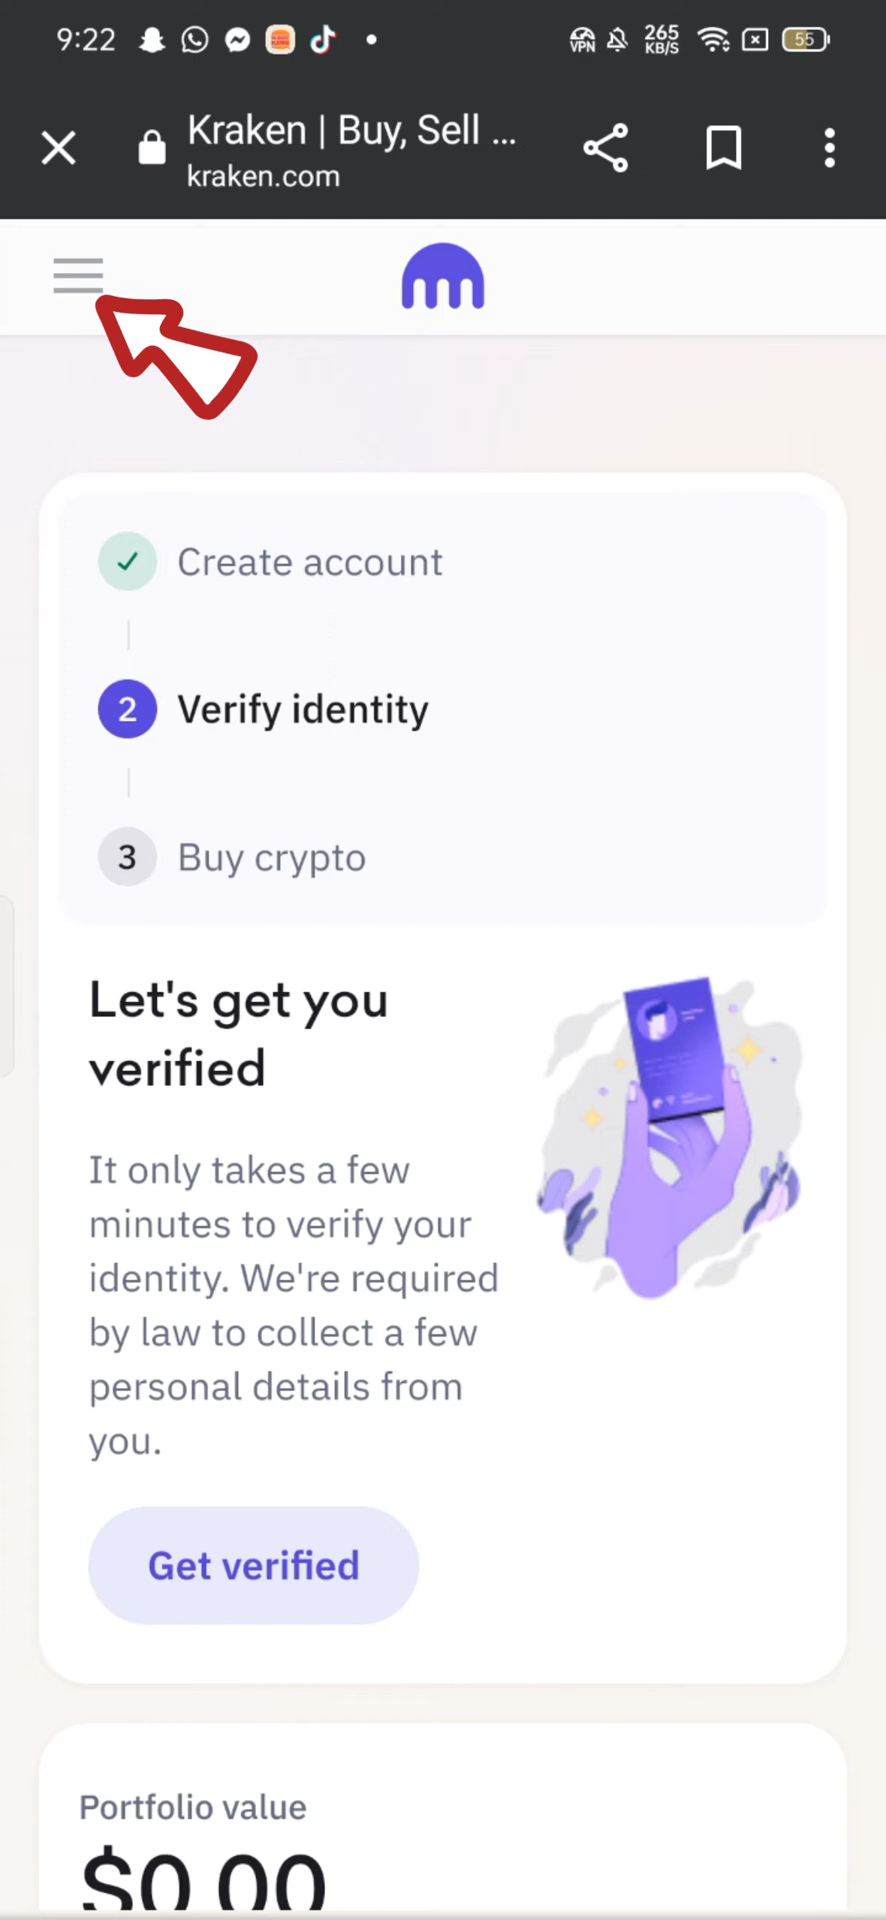 9:22
VPN
265
KB/S
55
Kraken | Buy, Sell ...
kraken.com
Create account
2 Verify identity
3 Buy crypto
Let's get you
verified
It only takes a few
minutes to verify your
identity. We're required
by law to collect a few
personal details from
you.
Get verified
Portfolio value
$0.00